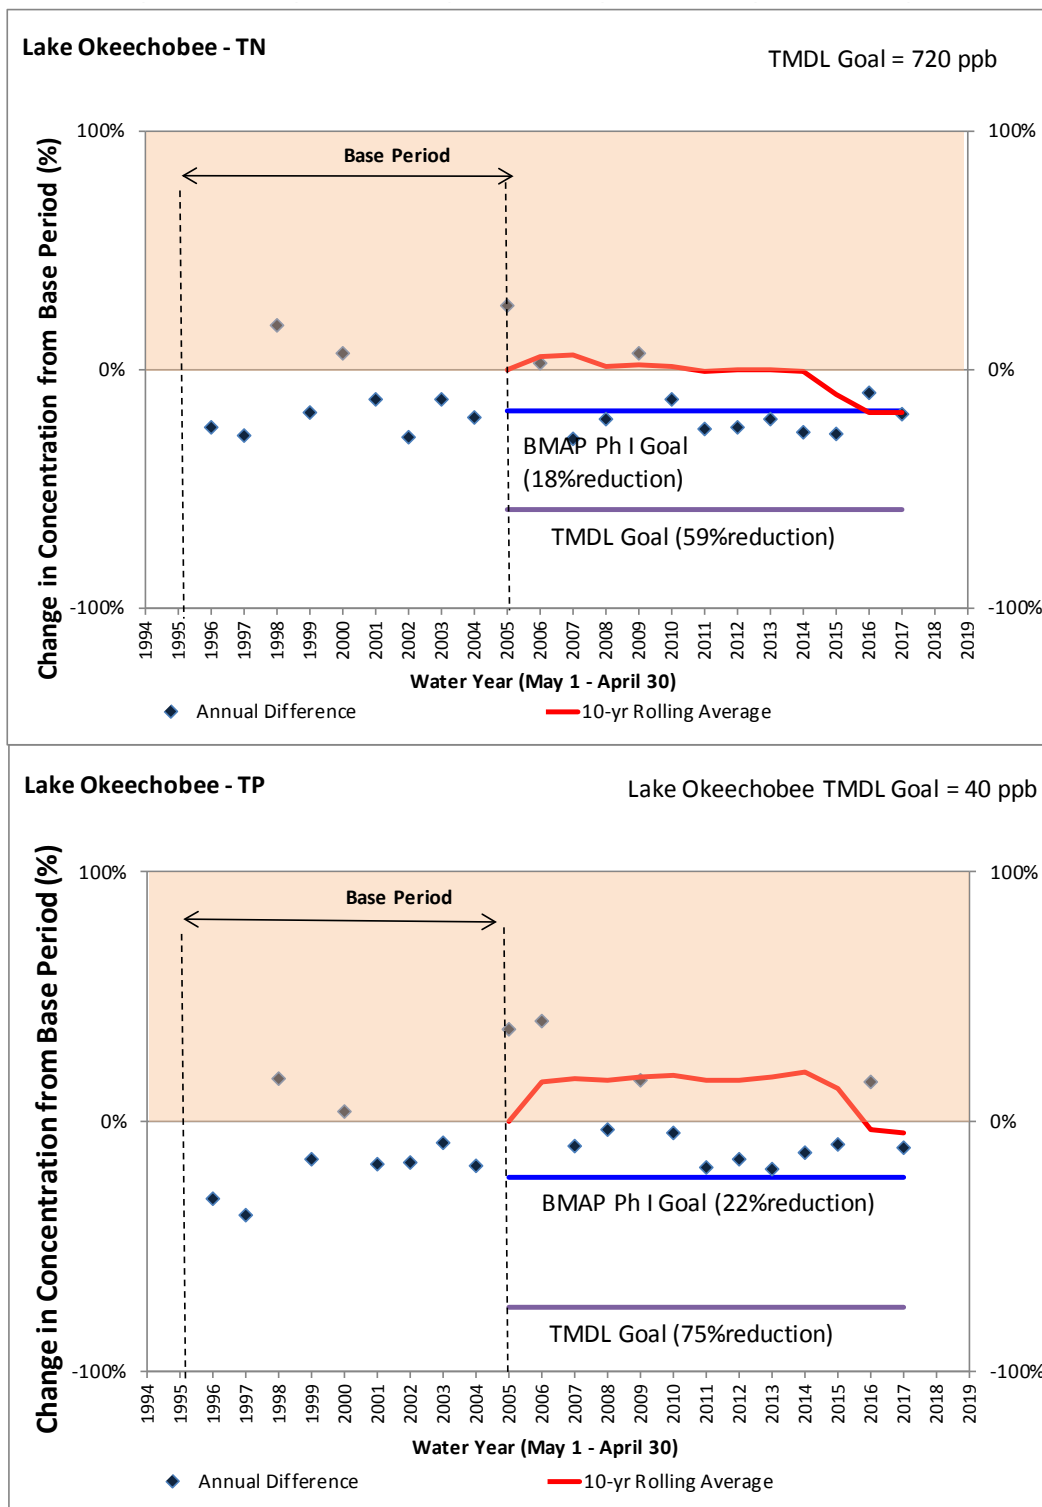 Lake Okeechobee - TN
TMDL Goal = 720 ppb
Change in Concentration from Base Period (%)
100%
100%
Base Period
0%
0%
BMAP Ph I Goal
(18%reduction)
TMDL Goal (59%reduction)
-100%
-100%
1994 1995 1996 1997 1998 1999 2000 2001 2002 2003 2004 2005 2006 2007 2008 2009 2010 2011 2012 2013 2014 2015 2016 2017 2018 2019
Water Year (May 1 - April 30)
Annual Difference
10-yr Rolling Average
Lake Okeechobee - TP
Lake Okeechobee TMDL Goal = 40 ppb
Change in Concentration from Base Period (%)
100%
100%
Base Period
0%
0%
BMAP Ph I Goal (22%reduction)
TMDL Goal (75%reduction)
-100%
-100%
1994 1995 1996 1997 1998 1999 2000 2001 2002 2003 2004 2005 2006 2007 2008 2009 2010 2011 2012 2013 2014 2015 2016 2017 2018 2019
Water Year (May 1 - April 30)
Annual Difference
10-yr Rolling Average